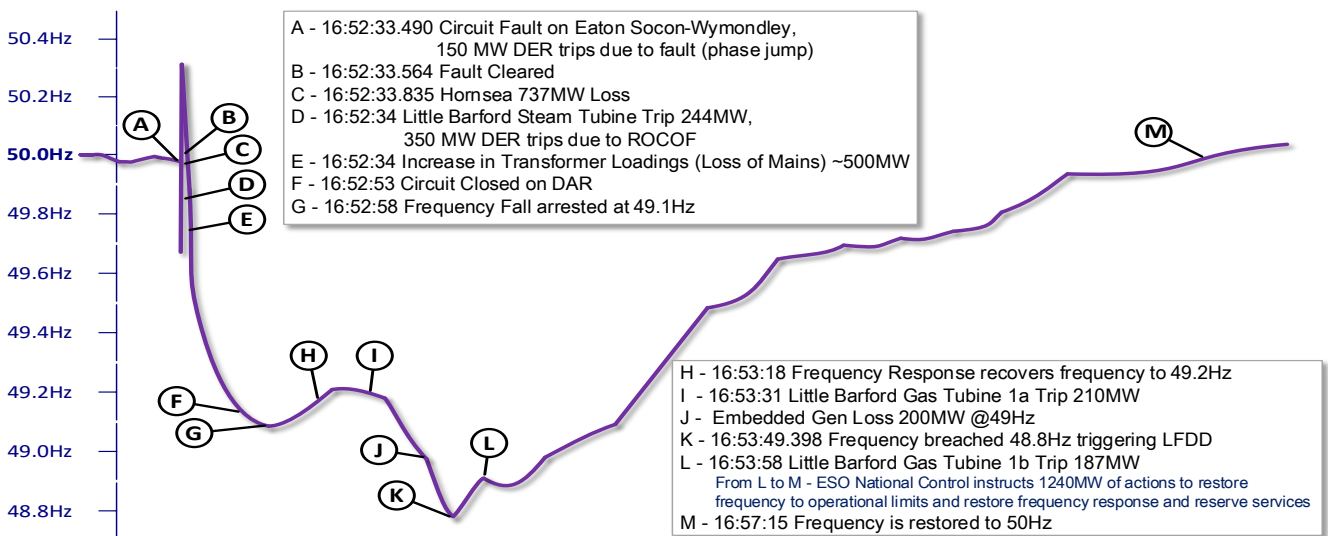 50.4Hz
50.2Hz
50.0Hz
49.8Hz
49.6Hz
49.4Hz
49.2Hz
49.0Hz
48.8Hz
A
B
C
D
E
F
G
H
I
J
K
L
M
A - 16:52:33.490 Circuit Fault on Eaton Socon-Wymondley,
150 MW DER trips due to fault (phase jump)
B - 16:52:33.564 Fault Cleared
C - 16:52:33.835 Hornsea 737MW Loss
D - 16:52:34 Little Barford Steam Tubine Trip 244MW,
350 MW DER trips due to ROCOF
E - 16:52:34 Increase in Transformer Loadings (Loss of Mains) ~500MW
F - 16:52:53 Circuit Closed on DAR
G - 16:52:58 Frequency Fall arrested at 49.1Hz
H - 16:53:18 Frequency Response recovers frequency to 49.2Hz
I - 16:53:31 Little Barford Gas Tubine 1a Trip 210MW
J - Embedded Gen Loss 200MW @49Hz
K - 16:53:49.398 Frequency breached 48.8Hz triggering LFDD
L - 16:53:58 Little Barford Gas Tubine 1b Trip 187MW
From L to M - ESO National Control instructs 1240MW of actions to restore
frequency to operational limits and restore frequency response and reserve services
M - 16:57:15 Frequency is restored to 50Hz